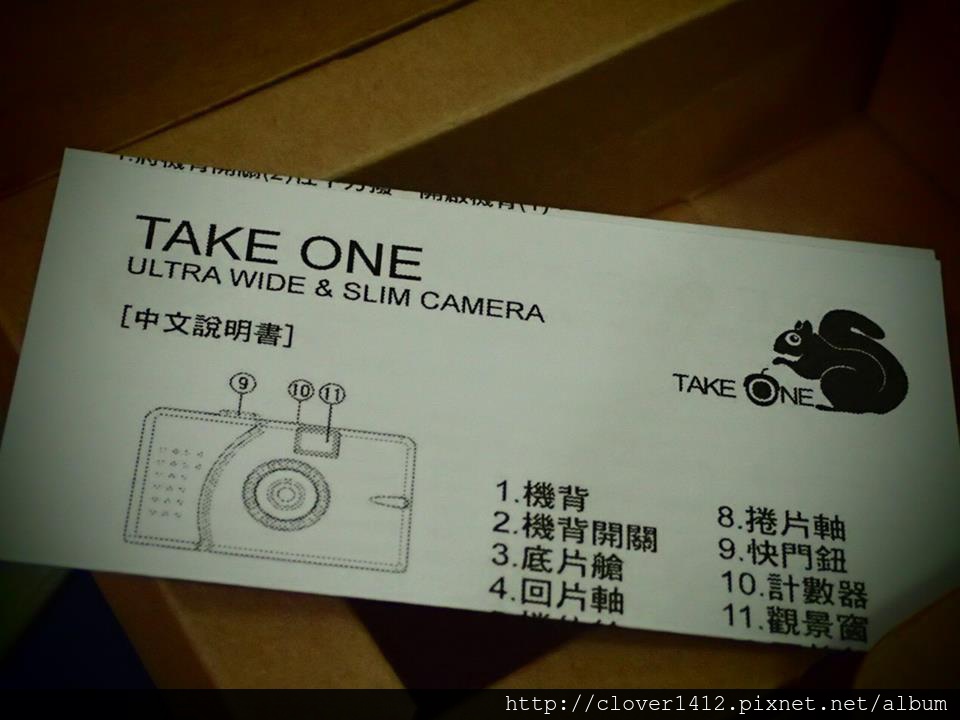 TAKE ONE
ULTRA WIDE & SLIM CAMERA
[中文說明書]
9 10 11
TAKE ONE
1.機背
2.機背開關
3.底片艙
4.回片軸
8.捲片軸
9.快門鈕
10.計數器
11.觀景窗
http://clover1412.pixnet.net/album